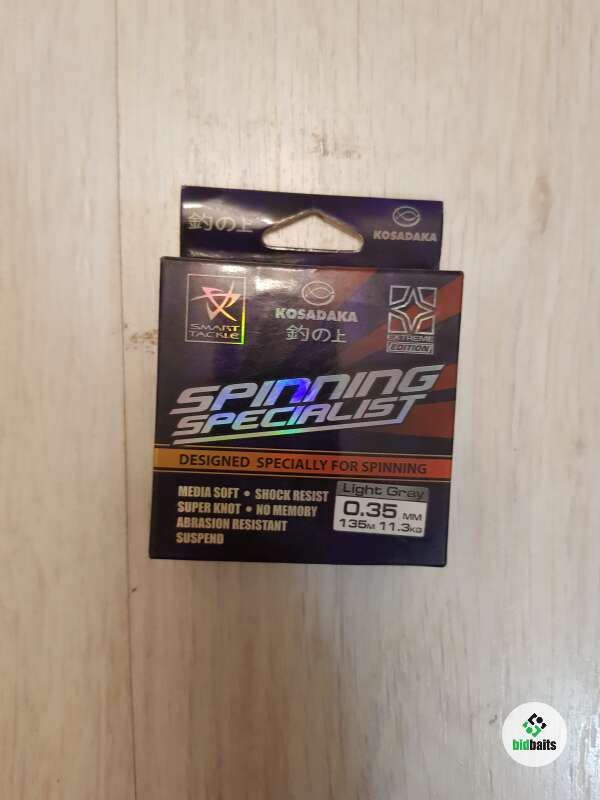 釣の上
KOSADAKA
SMART
TACKLE
KOSADAKA
釣の上
EXTREME
EDITION
SPINNING
SPECIALIST
DESIGNED SPECIALLY FOR SPINNING
MEDIA SOFT • SHOCK RESIST
SUPER KNOT • NO MEMORY
ABRASION RESISTANT
SUSPEND
Light Gray
0.35 MM
135M 11.3KG
bidbaits